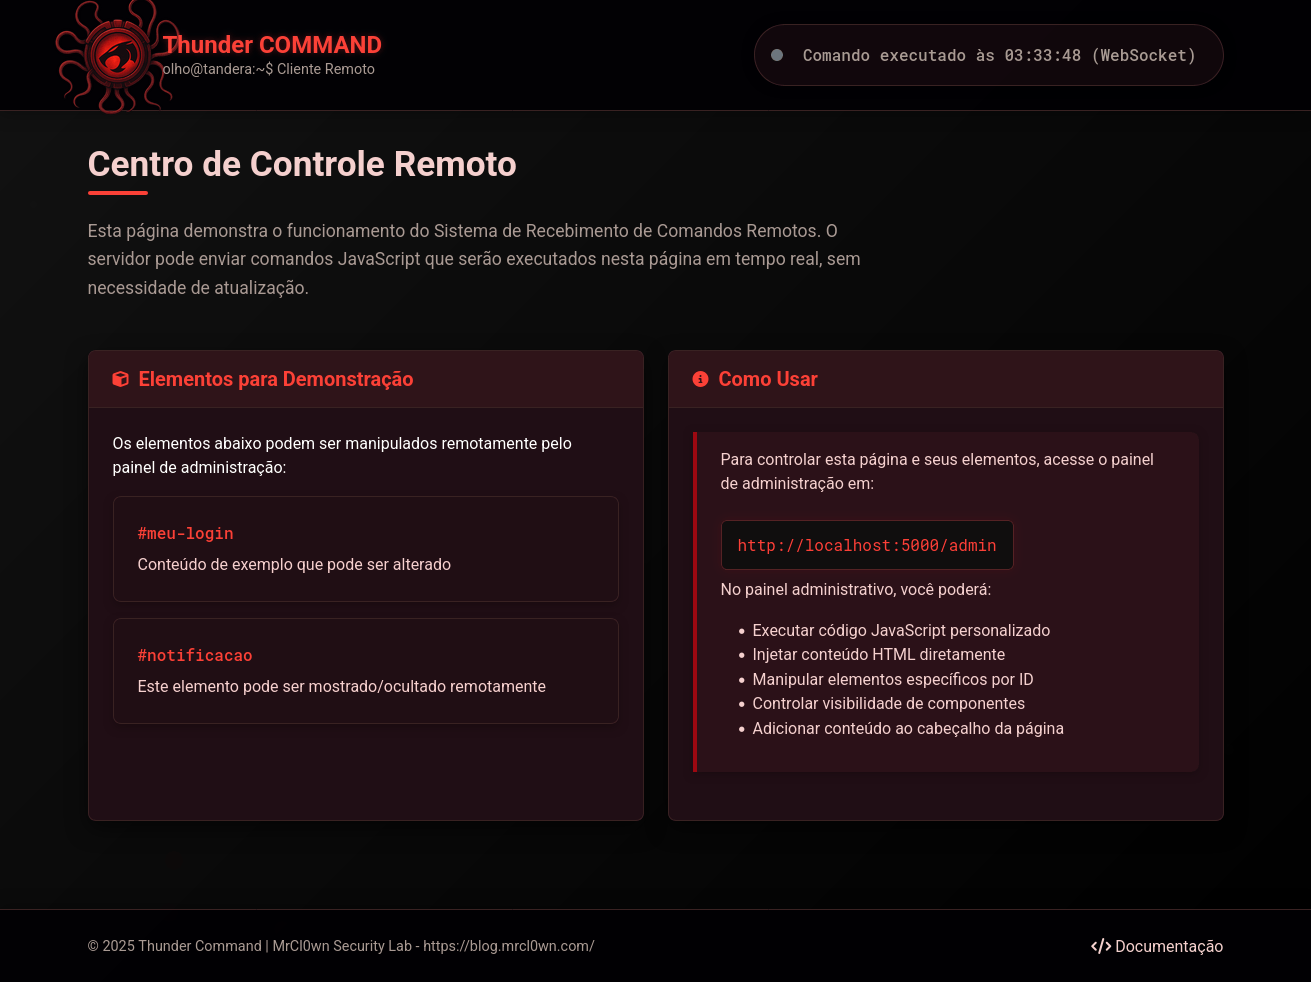 Thunder COMMAND
olho@tandera:~$ Cliente Remoto
Comando executado às 03:33:48 (WebSocket)
Centro de Controle Remoto
Esta página demonstra o funcionamento do Sistema de Recebimento de Comandos Remotos. O
servidor pode enviar comandos JavaScript que serão executados nesta página em tempo real, sem
necessidade de atualização.
Elementos para Demonstração
Os elementos abaixo podem ser manipulados remotamente pelo
painel de administração:
#meu-login
Conteúdo de exemplo que pode ser alterado
#notificacao
Este elemento pode ser mostrado/ocultado remotamente
Como Usar
Para controlar esta página e seus elementos, acesse o painel
de administração em:
http://localhost:5000/admin
No painel administrativo, você poderá:
• Executar código JavaScript personalizado
• Injetar conteúdo HTML diretamente
• Manipular elementos específicos por ID
• Controlar visibilidade de componentes
• Adicionar conteúdo ao cabeçalho da página
© 2025 Thunder Command | MrCl0wn Security Lab - https://blog.mrcl0wn.com/
Documentação